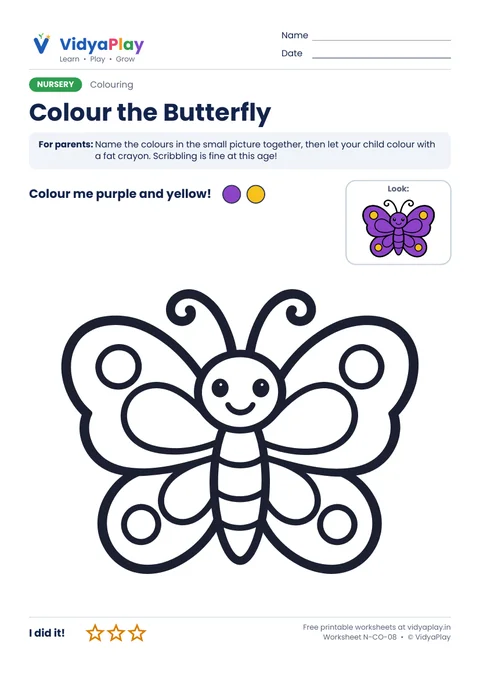 VidyaPlay
Learn • Play • Grow
Name
Date
NURSERY Colouring
Colour the Butterfly
For parents: Name the colours in the small picture together, then let your child colour with
a fat crayon. Scribbling is fine at this age!
Colour me purple and yellow!
Look:
I did it!
Free printable worksheets at vidyaplay.in
Worksheet N-CO-08 • © VidyaPlay